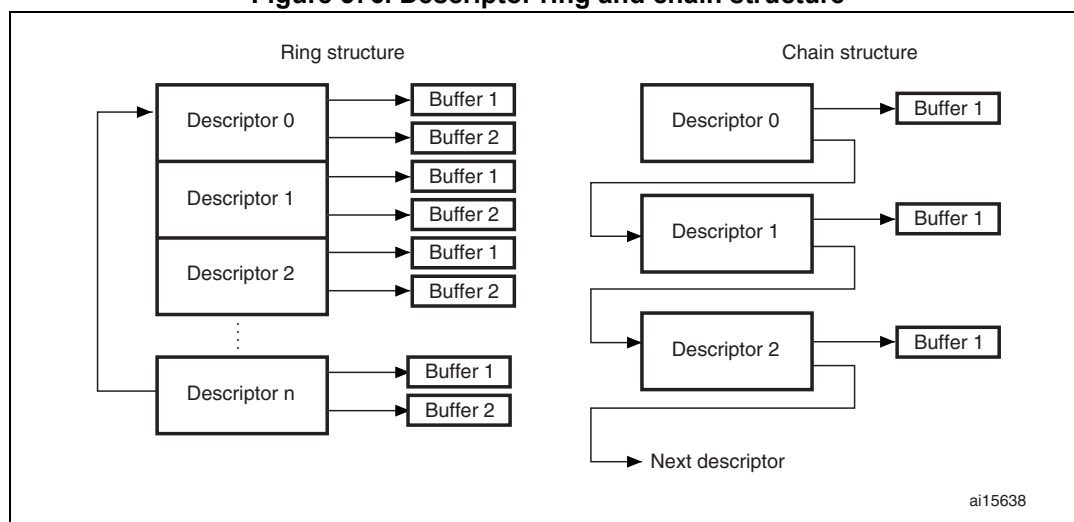 Figure Descriptor ring and chain structure
Ring structure
Descriptor 0
Buffer 1
Buffer 2
Descriptor 1
Buffer 1
Buffer 2
Descriptor 2
Buffer 1
Buffer 2
Descriptor n
Buffer 1
Buffer 2
Chain structure
Descriptor 0
Buffer 1
Descriptor 1
Buffer 1
Descriptor 2
Buffer 1
Next descriptor
ai15638